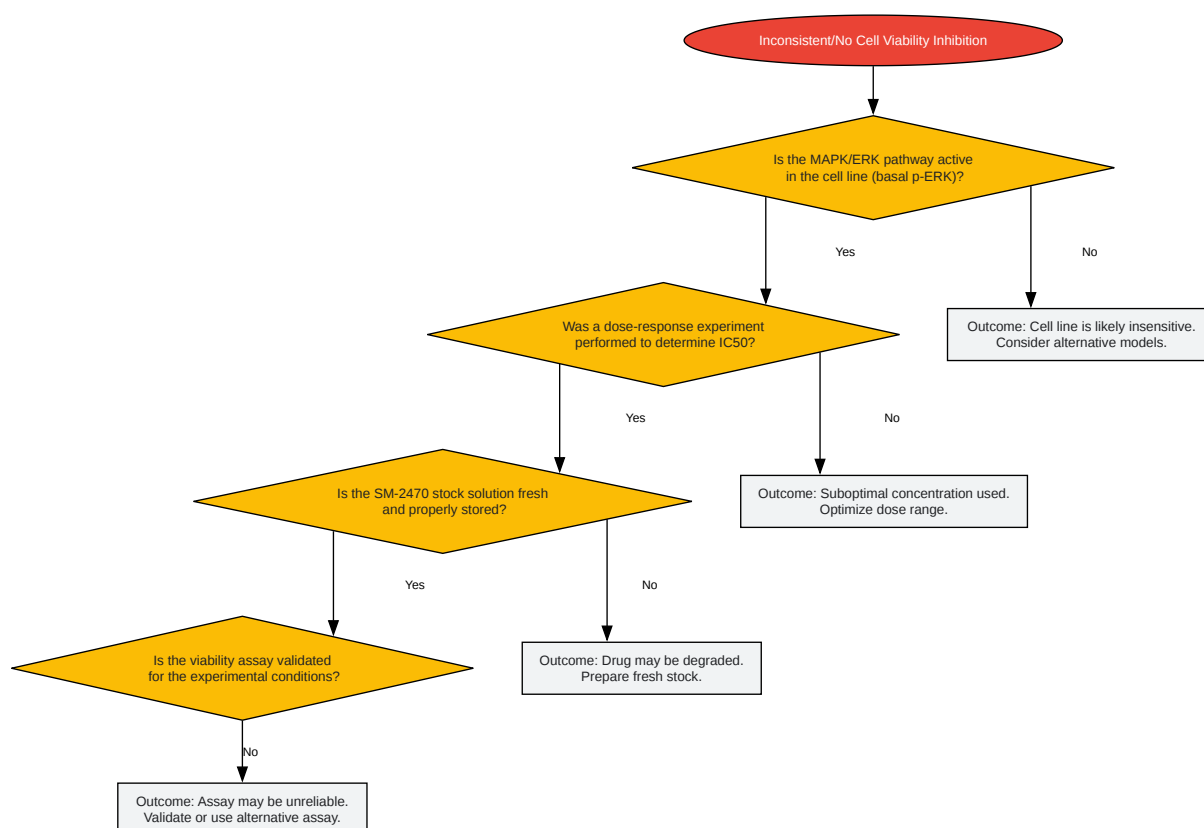 Inconsistent/No Cell Viability Inhibition
Is the MAPK/ERK pathway active
in the cell line (basal p-ERK)?
Yes
No
Was a dose-response experiment
performed to determine IC50?
Outcome: Cell line is likely insensitive.
Consider alternative models.
Yes
No
Is the SM-2470 stock solution fresh
and properly stored?
Outcome: Suboptimal concentration used.
Optimize dose range.
Yes
No
Is the viability assay validated
for the experimental conditions?
Outcome: Drug may be degraded.
Prepare fresh stock.
No
Outcome: Assay may be unreliable.
Validate or use alternative assay.